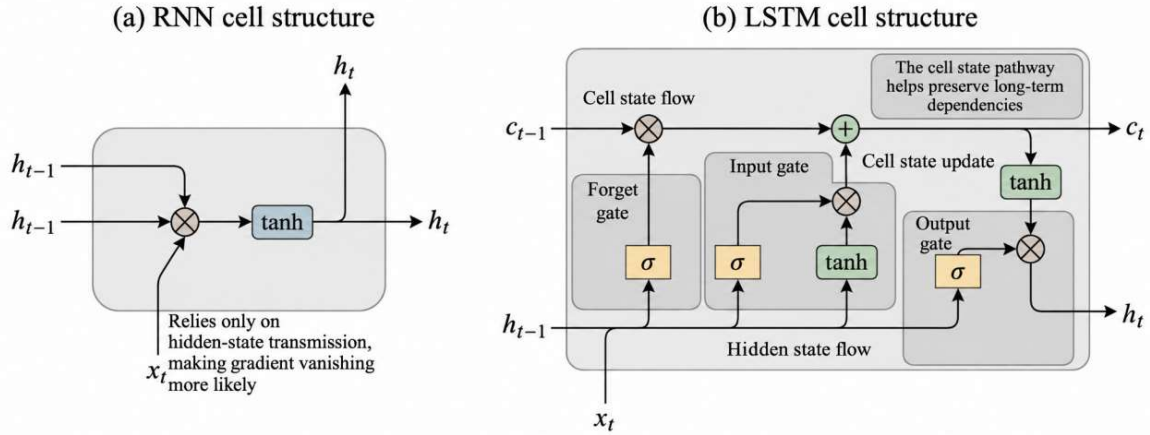 (a) RNN cell structure
h_t
h_{t-1}
h_{t-1}
tanh
h_t
x_t
Relies only on
hidden-state transmission,
making gradient vanishing
more likely
(b) LSTM cell structure
The cell state pathway
helps preserve long-term
dependencies
Cell state flow
c_{t-1}
+
c_t
Cell state update
tanh
Input gate
Forget
gate
Output
gate
σ
σ
tanh
σ
h_{t-1}
h_t
Hidden state flow
x_t